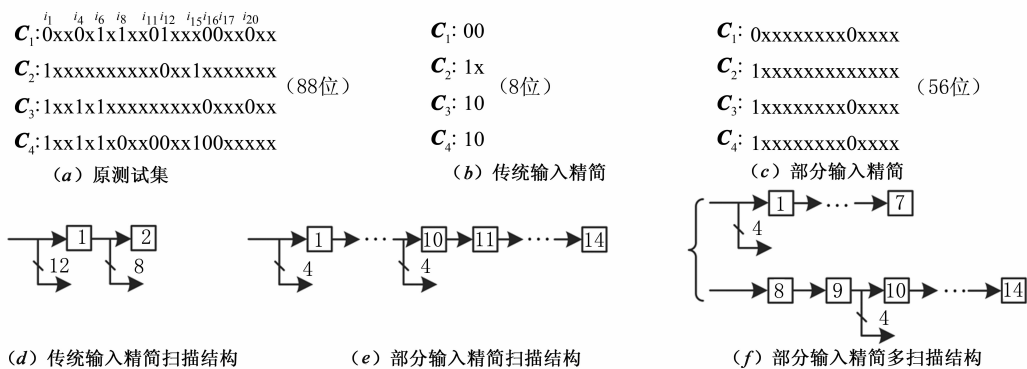 i1 i4 i6 i8 i11 i12 i15 i16 i17 i20
C1: 0xx0x1x1xx01xxx00xx0xx
C2: 1xxxxxxxxxx0xx1xxxxxxx
C3: 1xx1x1xxxxxxxxx0xxx0xx
C4: 1xx1x1x0xx00xx100xxxxx
（88位）
(a) 原测试集
C1: 00
C2: 1x
C3: 10
C4: 10
（8位）
(b) 传统输入精简
C1: 0xxxxxxxx0xxxx
C2: 1xxxxxxxxxxxxx
C3: 1xxxxxxxx0xxxx
C4: 1xxxxxxxx0xxxx
（56位）
(c) 部分输入精简
1 2
12 8
(d) 传统输入精简扫描结构
1 ··· 10 11 ··· 14
4 4
(e) 部分输入精简扫描结构
1 ··· 7
4
8 9 10 ··· 14
4
(f) 部分输入精简多扫描结构